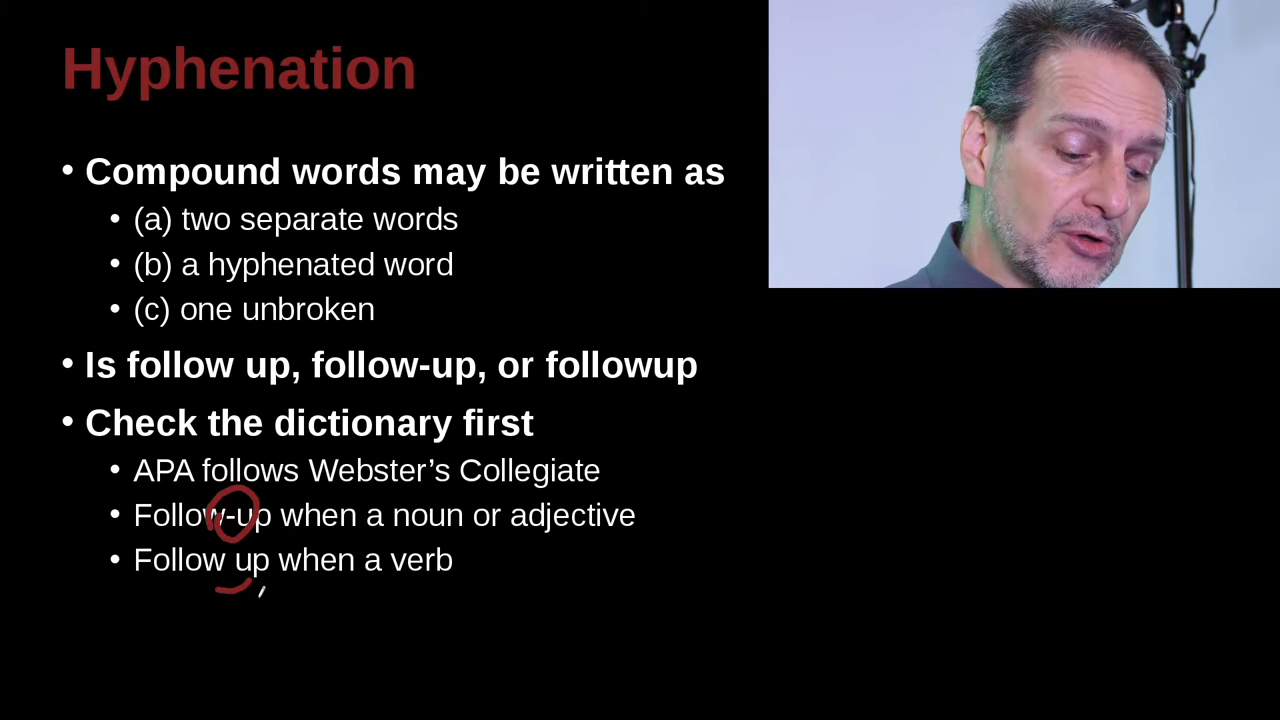 Hyphenation
• Compound words may be written as
• (a) two separate words
• (b) a hyphenated word
• (c) one unbroken
• Is follow up, follow-up, or followup
• Check the dictionary first
• APA follows Webster’s Collegiate
• Follow-up when a noun or adjective
• Follow up when a verb